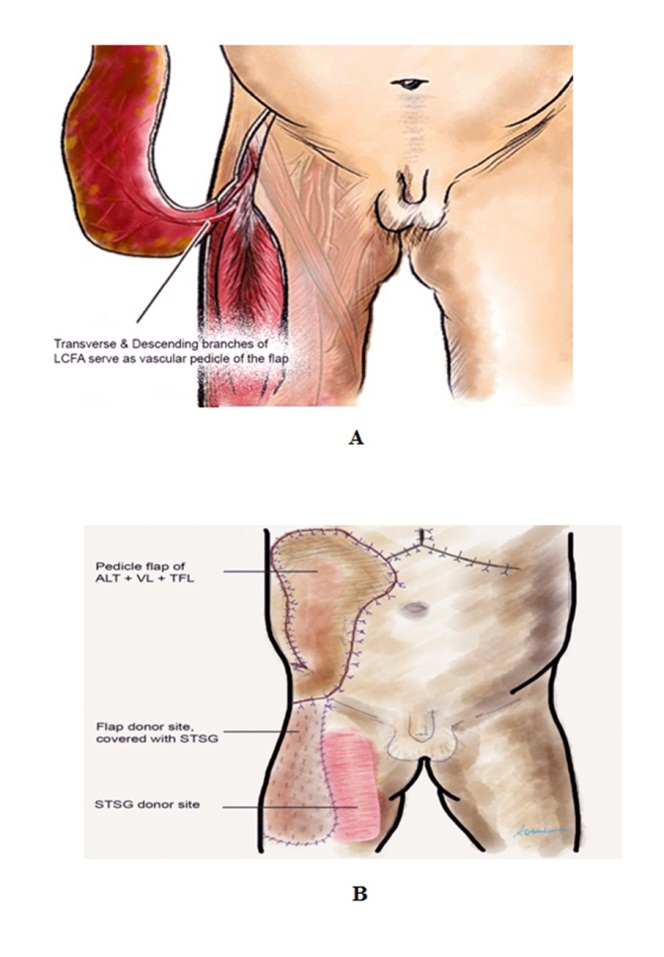 Transverse & Descending branches of
LCFA serve as vascular pedicle of the flap
A
Pedicle flap of
ALT + VL + TFL
Flap donor site,
covered with STSG
STSG donor site
B